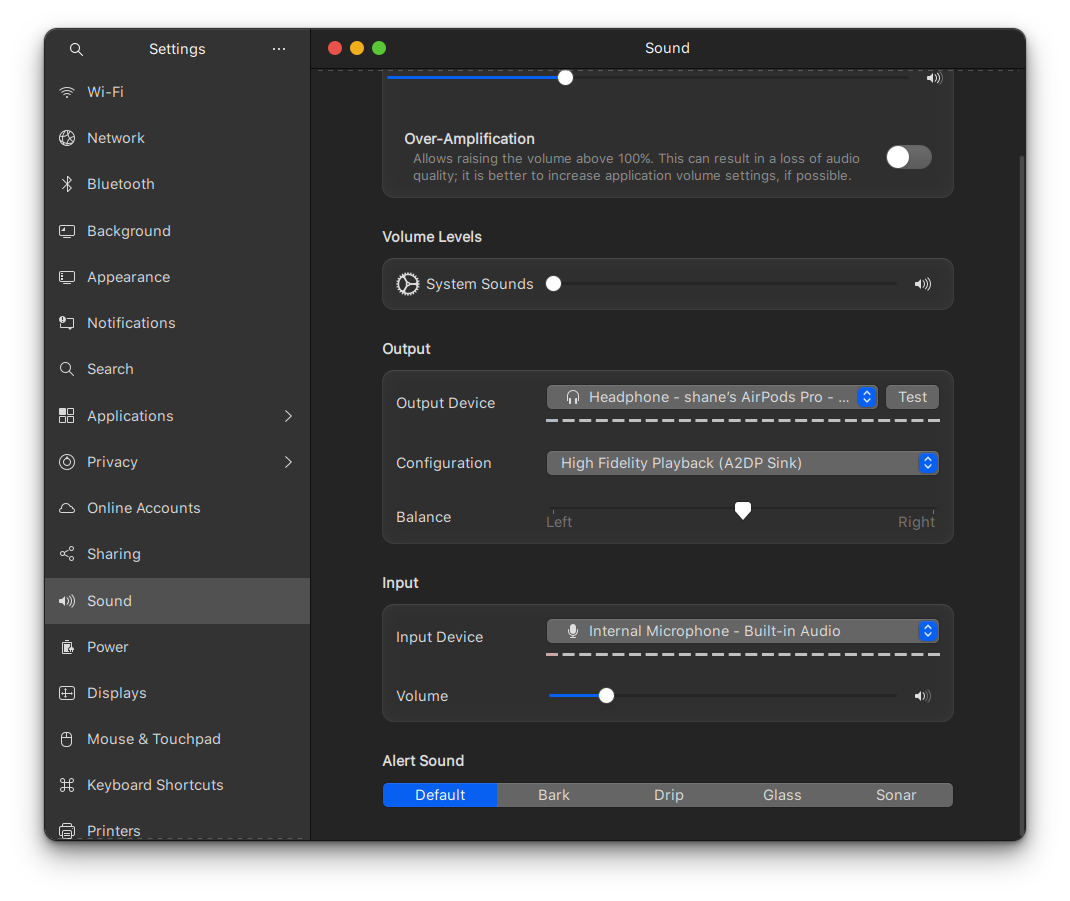 Settings
Sound
Wi-Fi
Network
Bluetooth
Background
Appearance
Notifications
Search
Applications
Privacy
Online Accounts
Sharing
Sound
Power
Displays
Mouse & Touchpad
Keyboard Shortcuts
Printers
Over-Amplification
Allows raising the volume above 100%. This can result in a loss of audio
quality; it is better to increase application volume settings, if possible.
Volume Levels
System Sounds
Output
Output Device
Headphone - shane’s AirPods Pro - ...
Test
Configuration
High Fidelity Playback (A2DP Sink)
Balance
Left
Right
Input
Input Device
Internal Microphone - Built-in Audio
Volume
Alert Sound
Default
Bark
Drip
Glass
Sonar